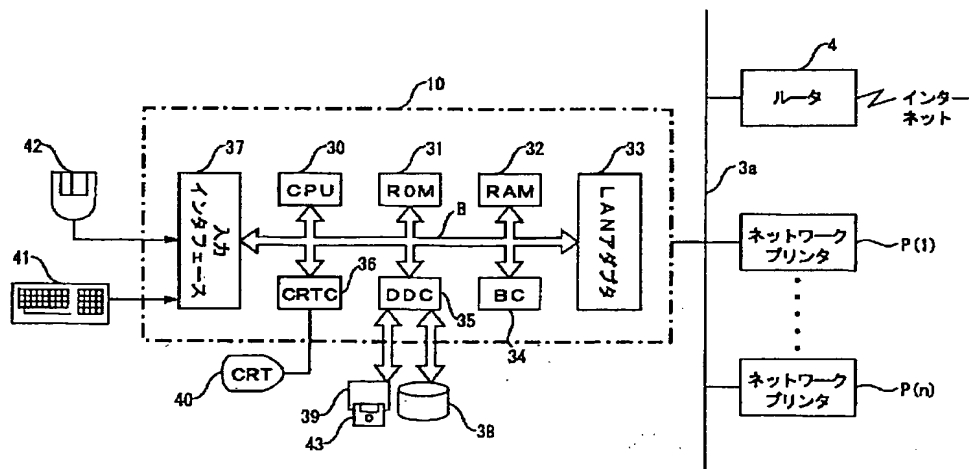 10
4
ルータ
インター
ネット
42
37
30
31
32
33
3a
CPU
ROM
RAM
入力
インタフェース
LANアダプタ
B
ネットワーク
プリンタ
P(1)
41
36
CRTC
DDC
BC
35
34
40
CRT
39
43
38
ネットワーク
プリンタ
P(n)